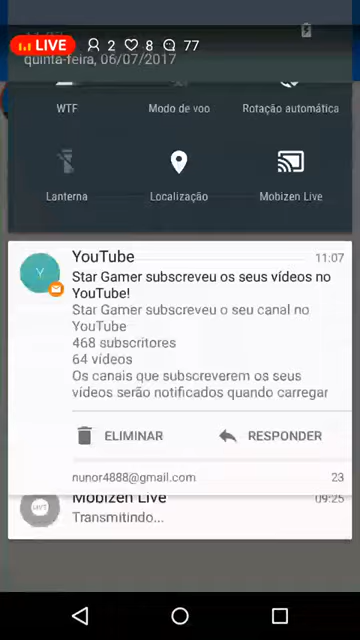 LIVE 2 8 77
quinta-feira, 06/07/2017
WTF Modo de voo Rotação automática
Lanterna Localização Mobizen Live
YouTube 11:07
Y
Star Gamer subscreveu os seus vídeos no
YouTube!
Star Gamer subscreveu o seu canal no
YouTube
468 subscritores
64 vídeos
Os canais que subscreverem os seus
vídeos serão notificados quando carregar
ELIMINAR RESPONDER
nunor4888@gmail.com 23
Mobizen Live 09:25
LIVE
Transmitindo...